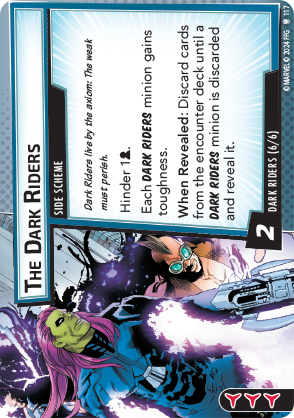 THE DARK RIDERS
SIDE SCHEME
Dark Riders live by the axiom: The weak
must perish.
Hinder 1.
Each DARK RIDERS minion gains
toughness.
When Revealed: Discard cards
from the encounter deck until a
DARK RIDERS minion is discarded
and reveal it.
2
DARK RIDERS (6/6)
© MARVEL © 2024 FFG 117